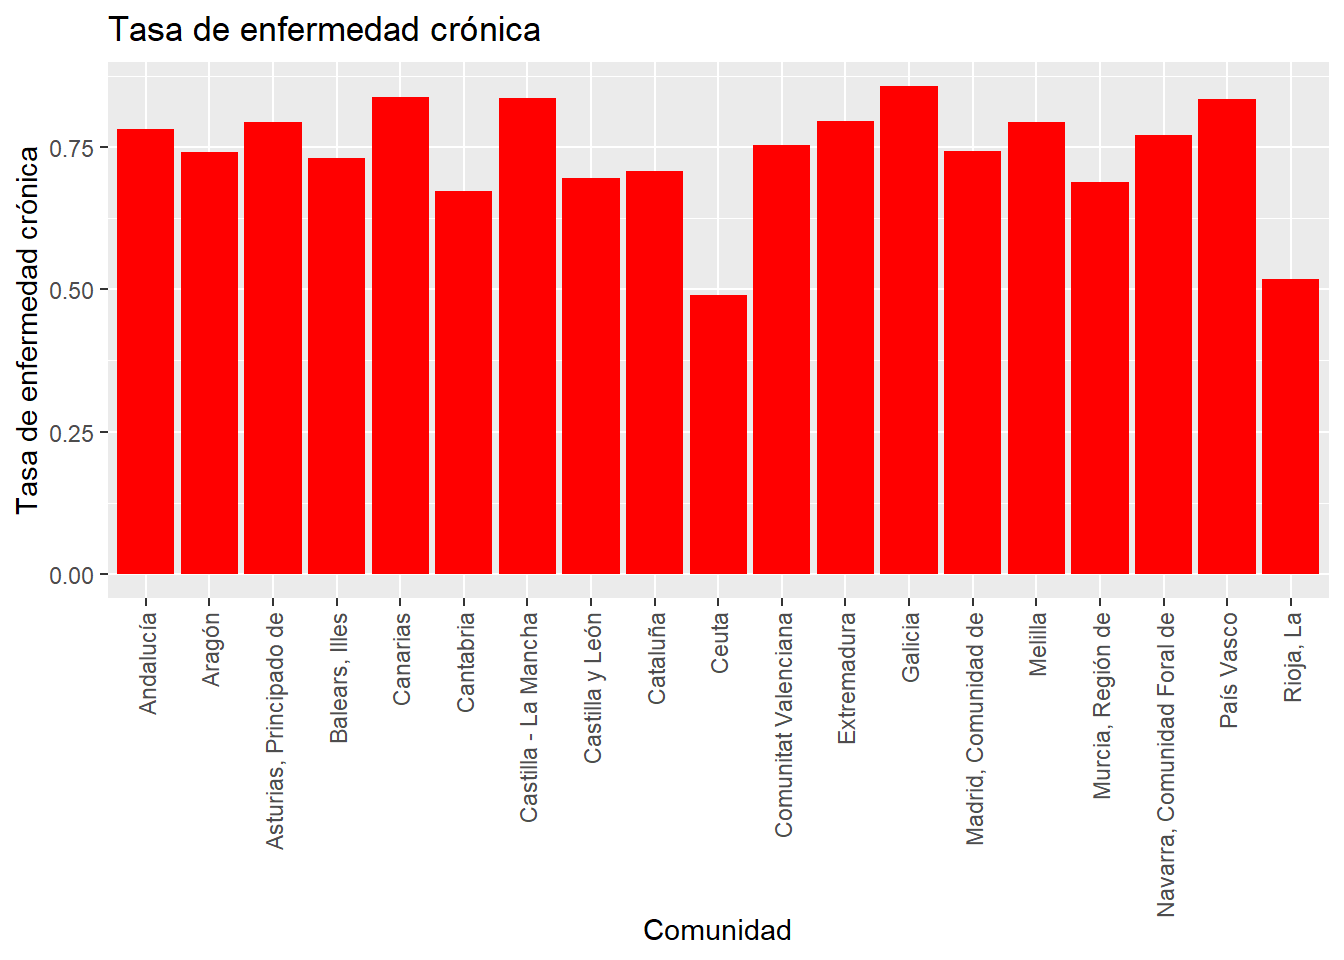 Tasa de enfermedad crónica
Tasa de enfermedad crónica
0.75
0.50
0.25
0.00
Andalucía
Aragón
Asturias, Principado de
Balears, Illes
Canarias
Cantabria
Castilla - La Mancha
Castilla y León
Cataluña
Ceuta
Comunitat Valenciana
Extremadura
Galicia
Madrid, Comunidad de
Melilla
Murcia, Región de
Navarra, Comunidad Foral de
País Vasco
Rioja, La
Comunidad